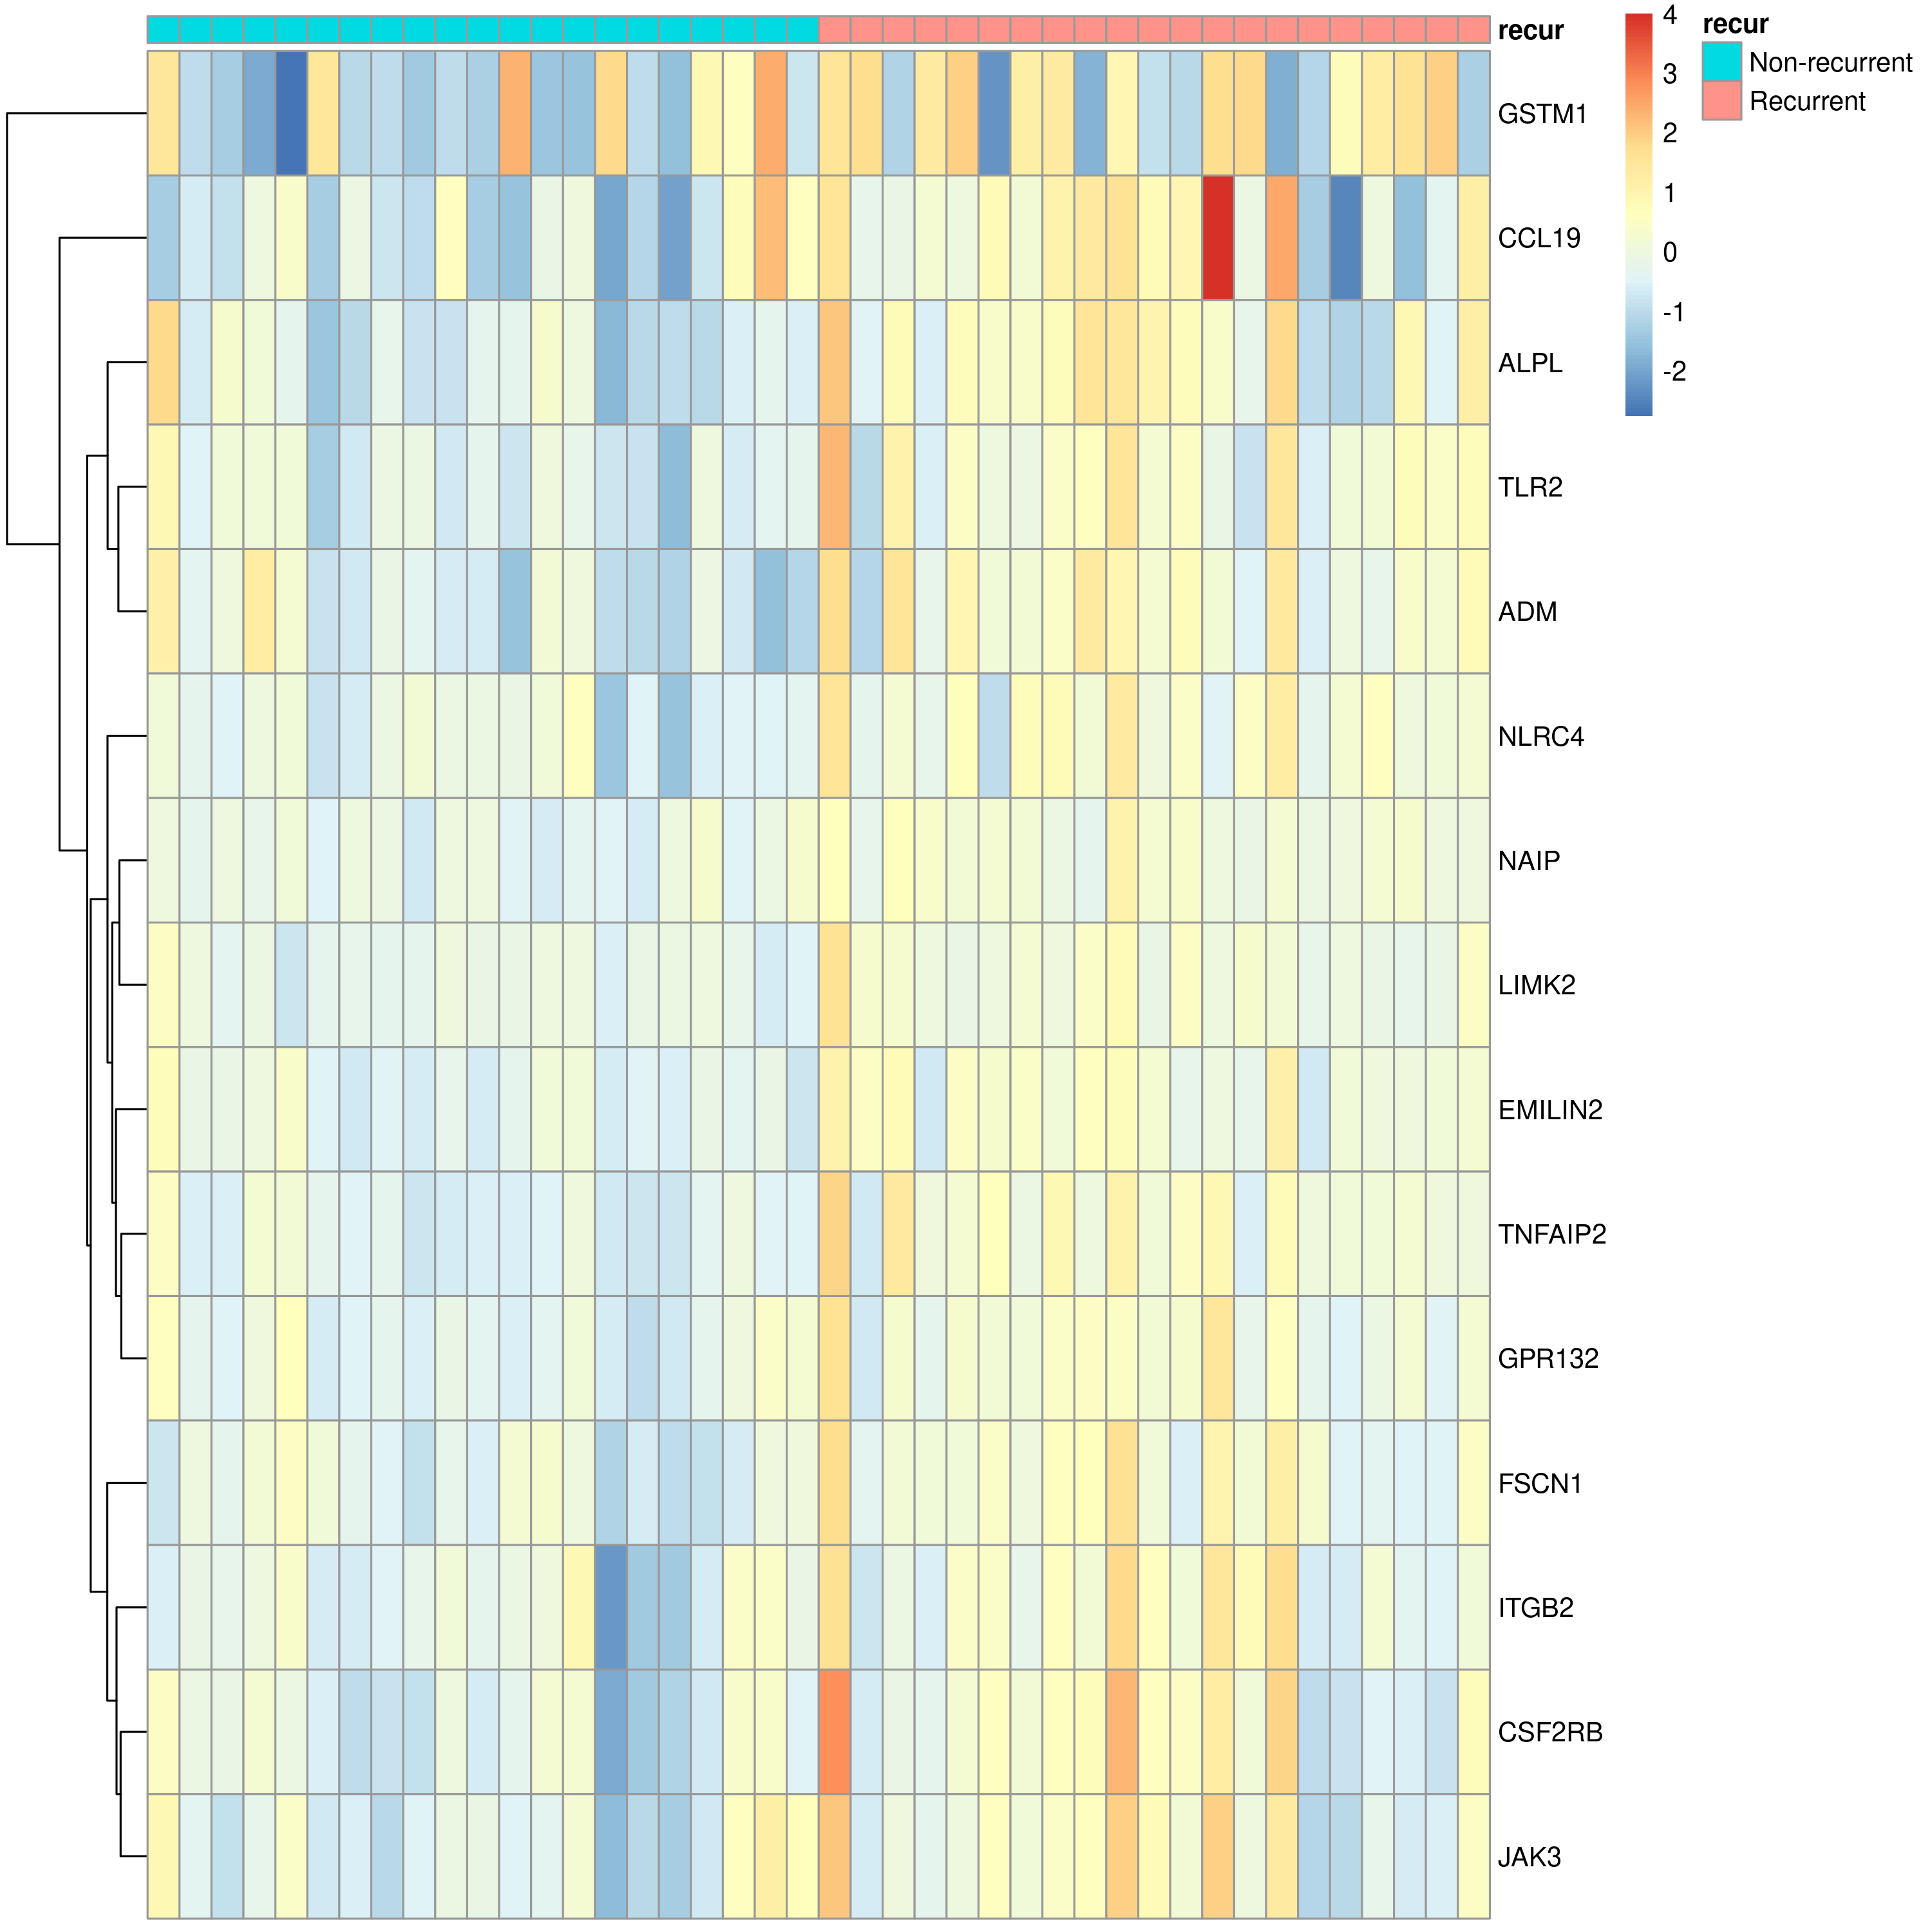 recur
GSTM1
CCL19
ALPL
TLR2
ADM
NLRC4
NAIP
LIMK2
EMILIN2
TNFAIP2
GPR132
FSCN1
ITGB2
CSF2RB
JAK3
4
3
2
1
0
-1
-2
recur
Non-recurrent
Recurrent